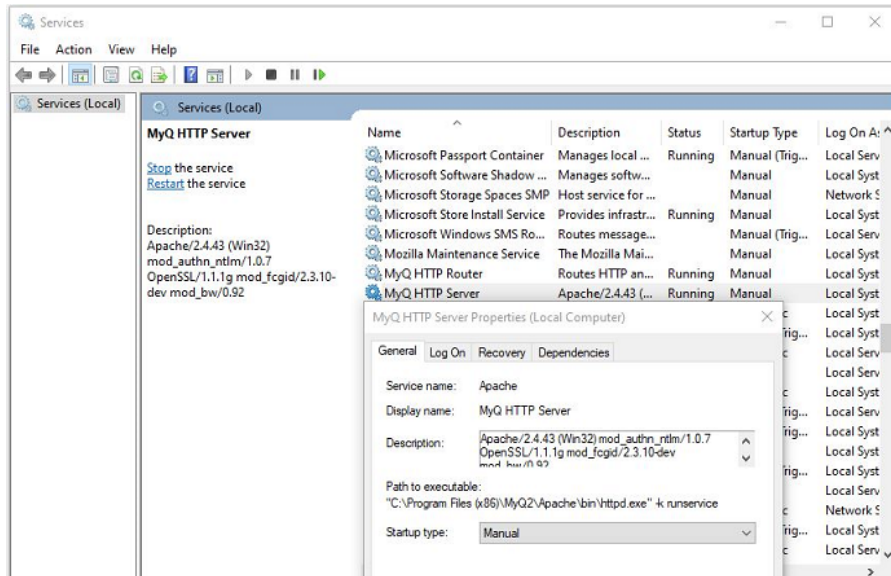 Services
File Action View Help
Services (Local)
Services (Local)
MyQ HTTP Server
Stop the service
Restart the service
Description:
Apache/2.4.43 (Win32)
mod_authn_ntlm/1.0.7
OpenSSL/1.1.1g mod_fcgid/2.3.10-
dev mod_bw/0.92
Name Description Status Startup Type Log On As
Microsoft Passport Container Manages local ... Running Manual (Trig... Local Serv
Microsoft Software Shadow ... Manages softw... Manual Local Syst
Microsoft Storage Spaces SMP Host service for ... Manual Network S
Microsoft Store Install Service Provides infrastr... Running Manual Local Syst
Microsoft Windows SMS Ro... Routes message... Manual (Trig... Local Serv
Mozilla Maintenance Service The Mozilla Mai... Manual Local Syst
MyQ HTTP Router Routes HTTP an... Running Manual Local Syst
MyQ HTTP Server Apache/2.4.43 (... Running Manual Local Syst
c Local Syst
rig... Local Syst
c Local Serv
Local Serv
c Local Syst
rig... Local Serv
rig... Local Syst
c Local Syst
rig... Local Syst
Local Serv
c Network S
rig... Local Syst
c Local Serv
MyQ HTTP Server Properties (Local Computer)
General Log On Recovery Dependencies
Service name: Apache
Display name: MyQ HTTP Server
Description: Apache/2.4.43 (Win32) mod_authn_ntlm/1.0.7
OpenSSL/1.1.1g mod_fcgid/2.3.10-dev
mod_bw/0.92
Path to executable:
"C:\Program Files (x86)\MyQ2\Apache\bin\httpd.exe" -k runservice
Startup type: Manual